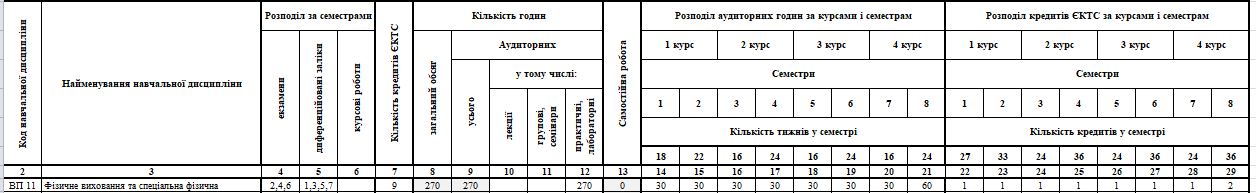 Код навчальної дисципліни
Найменування навчальної дисципліни
Розподіл за семестрами
екзамени
диференційовані заліки
курсові роботи
Кількість кредитів ЄКТС
Кількість годин
загальний обсяг
Аудиторних
усього
у тому числі:
лекції
групові, семінари
практичні, лабораторні
Самостійна робота
Розподіл аудиторних годин за курсами і семестрам
1 курс 2 курс 3 курс 4 курс
Семестри
1 2 3 4 5 6 7 8
Кількість тижнів у семестрі
18 22 16 24 16 24 16 24
Розподіл кредитів ЄКТС за курсами і семестрам
1 курс 2 курс 3 курс 4 курс
Семестри
1 2 3 4 5 6 7 8
Кількість кредитів у семестрі
27 33 24 36 24 36 24 36
2 3 4 5 6 7 8 9 10 11 12 13 14 15 16 17 18 19 20 21 22 23 24 25 26 27 28 29
ВП 11 Фізичне виховання та спеціальна фізична 2,4,6 1,3,5,7 9 270 270 270 0 30 30 30 30 30 30 30 60 1 1 1 1 1 1 1 2